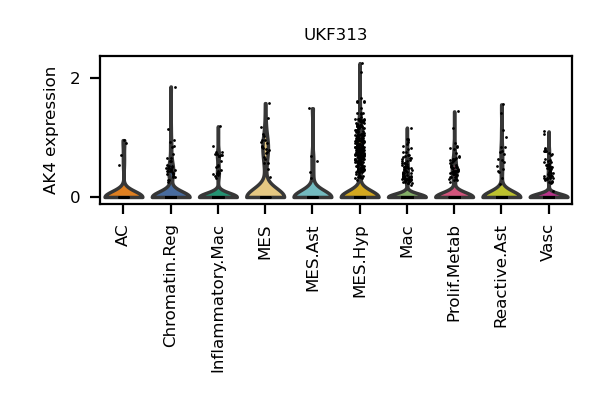 UKF313
AK4 expression
2
0
AC
Chromatin.Reg
Inflammatory.Mac
MES
MES.Ast
MES.Hyp
Mac
Prolif.Metab
Reactive.Ast
Vasc